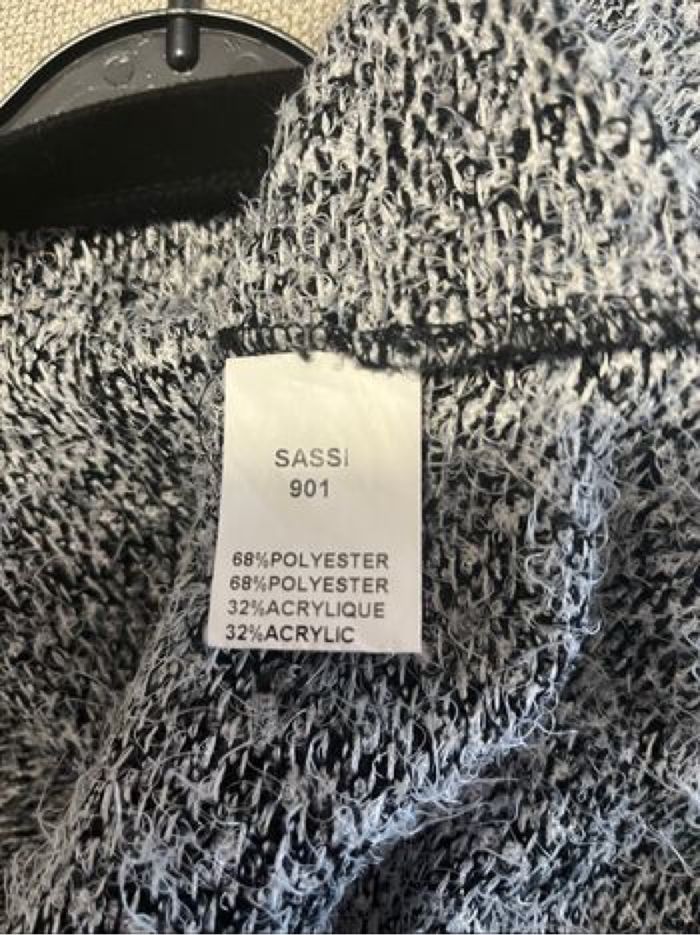 SASSI
901
68%POLYESTER
68%POLYESTER
32%ACRYLIQUE
32%ACRYLIC